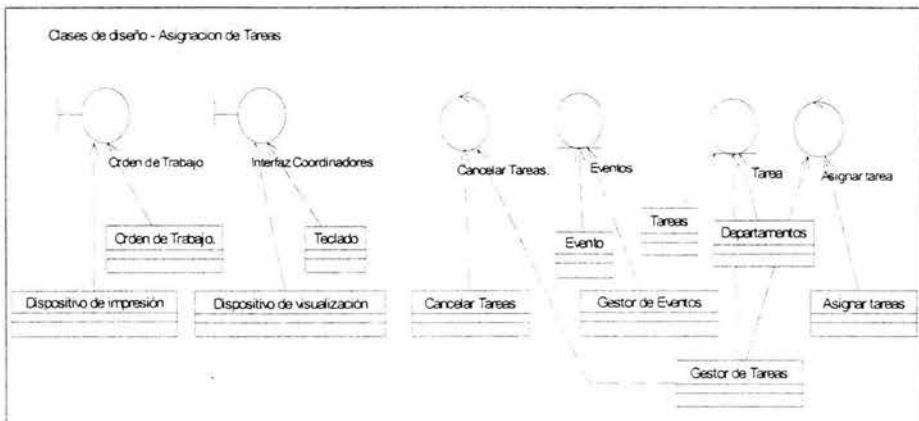 Clases de diseño - Asignacion de Tareas
Orden de Trabajo
Interfaz Coordinadores
Cancelar Tareas.
Eventos
Tarea
Asignar tarea
Orden de Trabajo.
Teclado
Evento
Tareas
Departamentos
Dispositivo de impresión
Dispositivo de visualización
Cancelar Tareas
Gestor de Eventos
Asignar tareas
Gestor de Tareas